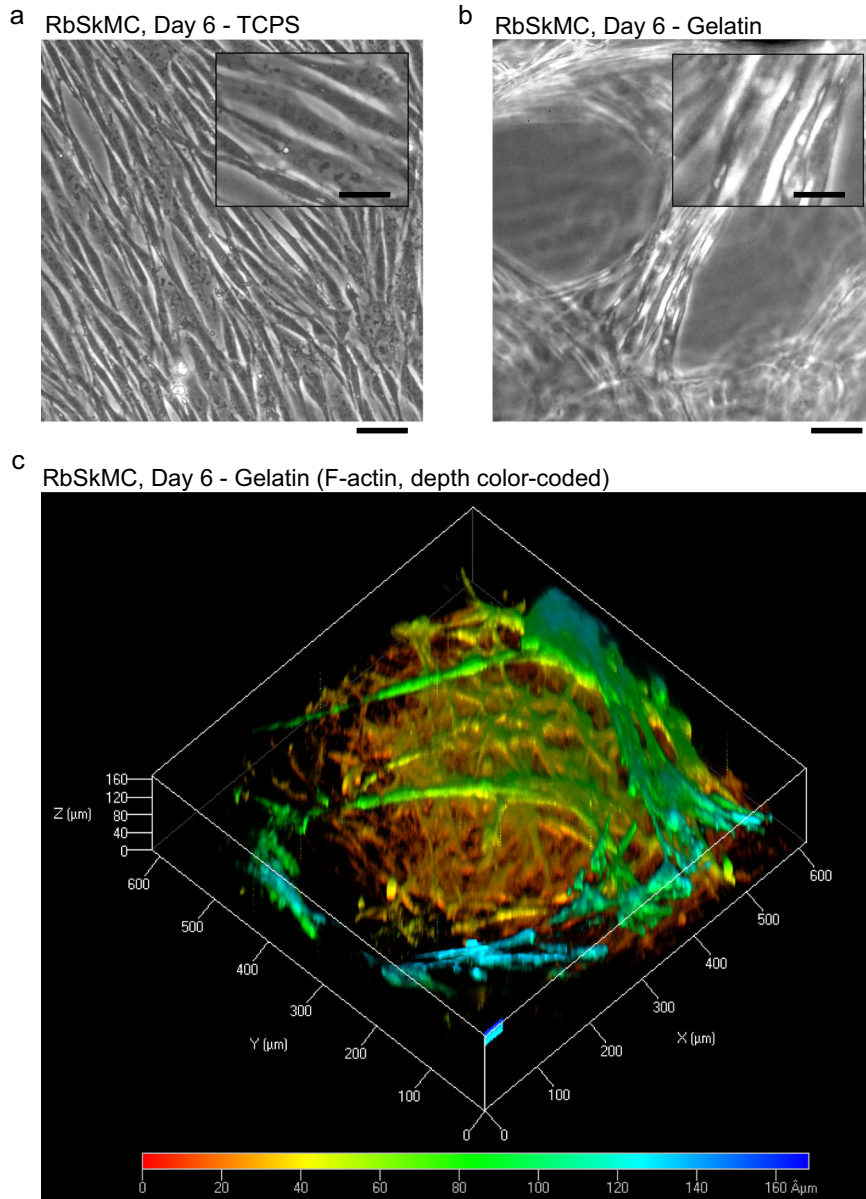 a
RbSkMC, Day 6 - TCPS
b
RbSkMC, Day 6 - Gelatin
c
RbSkMC, Day 6 - Gelatin (F-actin, depth color-coded)
160
120
80
40
0
Z (µm)
600
500
400
300
200
100
0
Y (µm)
0
100
200
300
400
500
600
X (µm)
0 20 40 60 80 100 120 140 160 Âµm